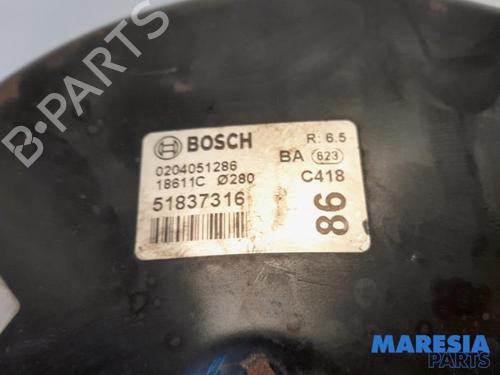 BOSCH
R: 6.5
0204051286
BA 623
18611C Ø280
C418
51837316
86
B-PARTS
MARESIA
PARTS